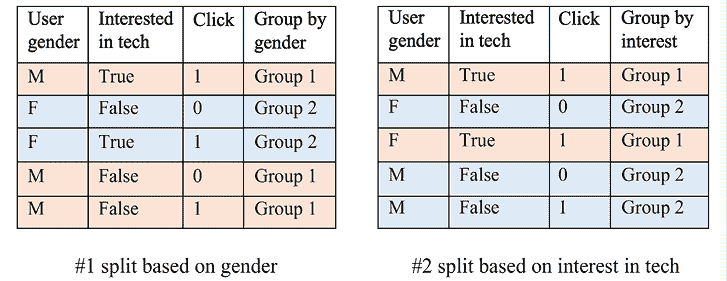 User gender Interested in tech Click Group by gender
M True 1 Group 1
F False 0 Group 2
F True 1 Group 2
M False 0 Group 1
M False 1 Group 1
#1 split based on gender
User gender Interested in tech Click Group by interest
M True 1 Group 1
F False 0 Group 2
F True 1 Group 1
M False 0 Group 2
M False 1 Group 2
#2 split based on interest in tech